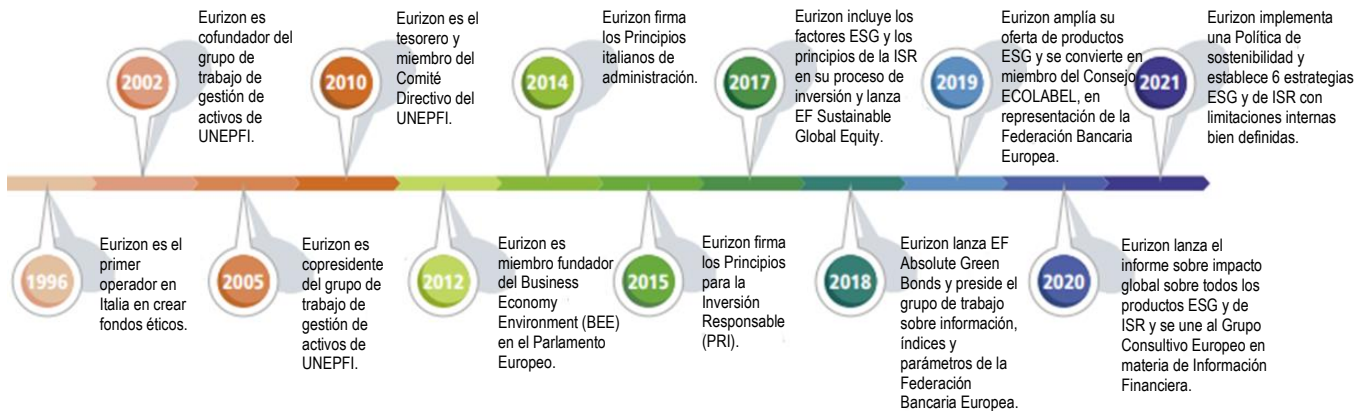 Eurizon es
cofundador del
grupo de
trabajo de
gestión de
activos de
UNEPFI.
2002
Eurizon es el
tesorero y
miembro del
Comité
Directivo del
UNEPFI.
2010
Eurizon firma
los Principios
italianos de
administración.
2014
Eurizon incluye los
factores ESG y los
principios de la ISR
en su proceso de
inversión y lanza
EF Sustainable
Global Equity.
2017
Eurizon amplía su
oferta de productos
ESG y se convierte en
miembro del Consejo
ECOLABEL, en
representación de la
Federación Bancaria
Europea.
2019
Eurizon implementa
una Política de
sostenibilidad y
establece 6 estrategias
ESG y de ISR con
limitaciones internas
bien definidas.
2021
1996
Eurizon es el
primer
operador en
Italia en crear
fondos éticos.
2005
Eurizon es
copresidente
del grupo de
trabajo de
gestión de
activos de
UNEPFI.
2012
Eurizon es
miembro fundador
del Business
Economy
Environment (BEE)
en el Parlamento
Europeo.
2015
Eurizon firma
los Principios
para la
Inversión
Responsable
(PRI).
2018
Eurizon lanza EF
Absolute Green
Bonds y preside el
grupo de trabajo
sobre información,
índices y
parámetros de la
Federación
Bancaria Europea.
2020
Eurizon lanza el
informe sobre impacto
global sobre todos los
productos ESG y de
ISR y se une al Grupo
Consultivo Europeo en
materia de Información
Financiera.